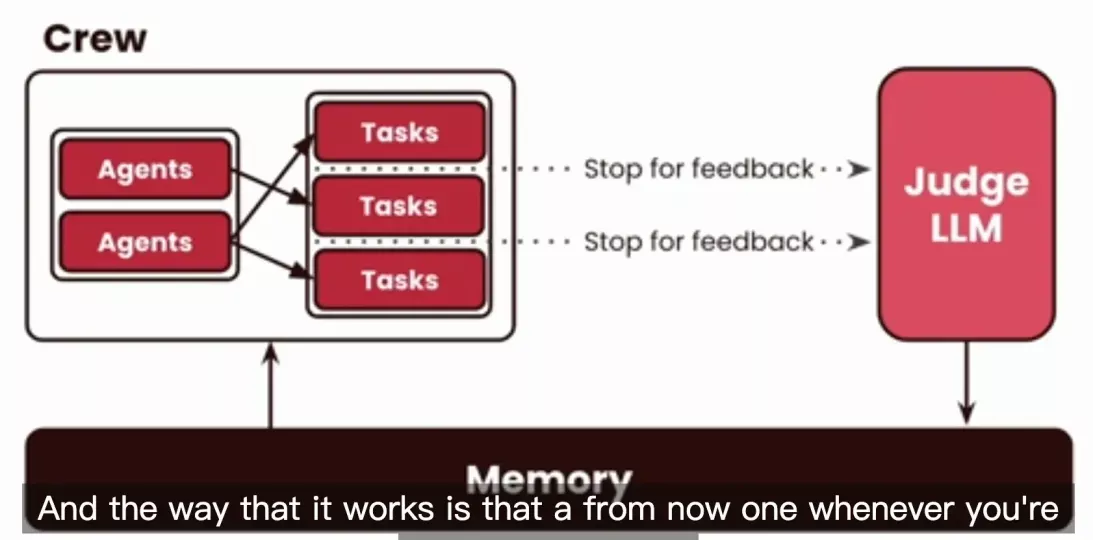 Crew
Agents
Agents
Tasks
Tasks
Tasks
Stop for feedback
Stop for feedback
Judge
LLM
Memory
And the way that it works is that a from now one whenever you're